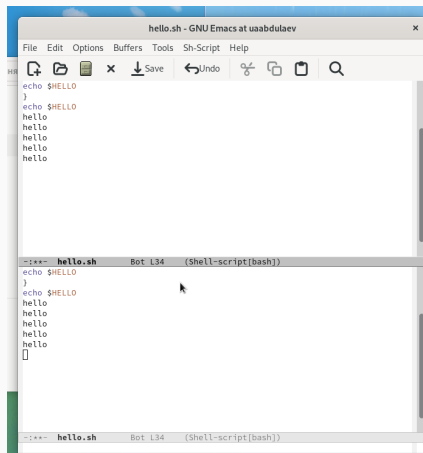 hello.sh - GNU Emacs at uaabdulaev ×
File Edit Options Buffers Tools Sh-Script Help
Save Undo
echo $HELLO
}
echo $HELLO
hello
hello
hello
hello
hello
-:**- hello.sh Bot L34 (Shell-script[bash])
echo $HELLO
}
echo $HELLO
hello
hello
hello
hello
hello
-:**- hello.sh Bot L34 (Shell-script[bash])